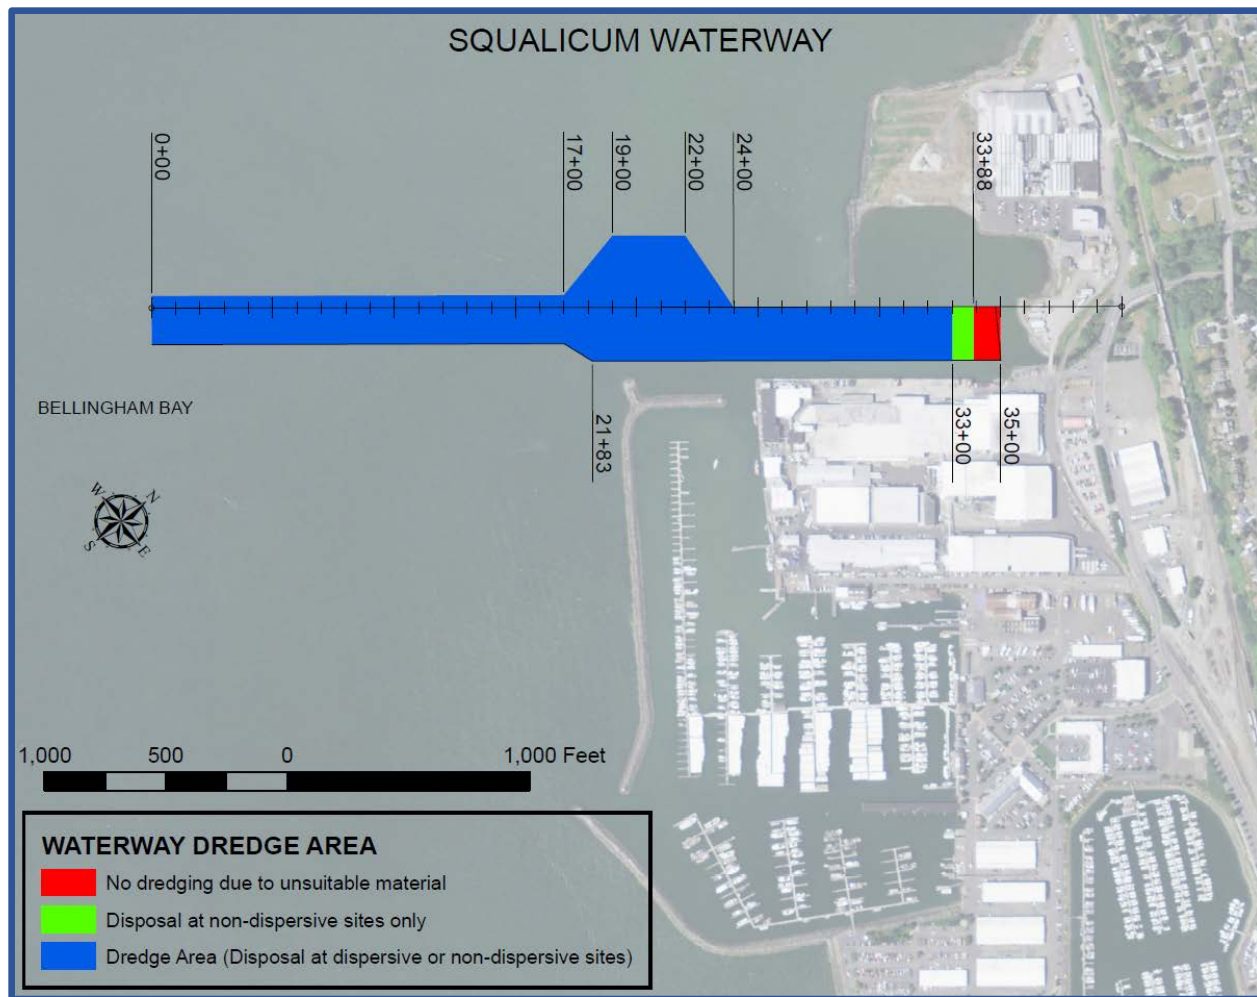 SQUALICUM WATERWAY
0+00
17+00
19+00
22+00
24+00
33+88
BELLINGHAM BAY
21+83
33+00
35+00
W
N
S
E
1,000 500 0 1,000 Feet
WATERWAY DREDGE AREA
No dredging due to unsuitable material
Disposal at non-dispersive sites only
Dredge Area (Disposal at dispersive or non-dispersive sites)